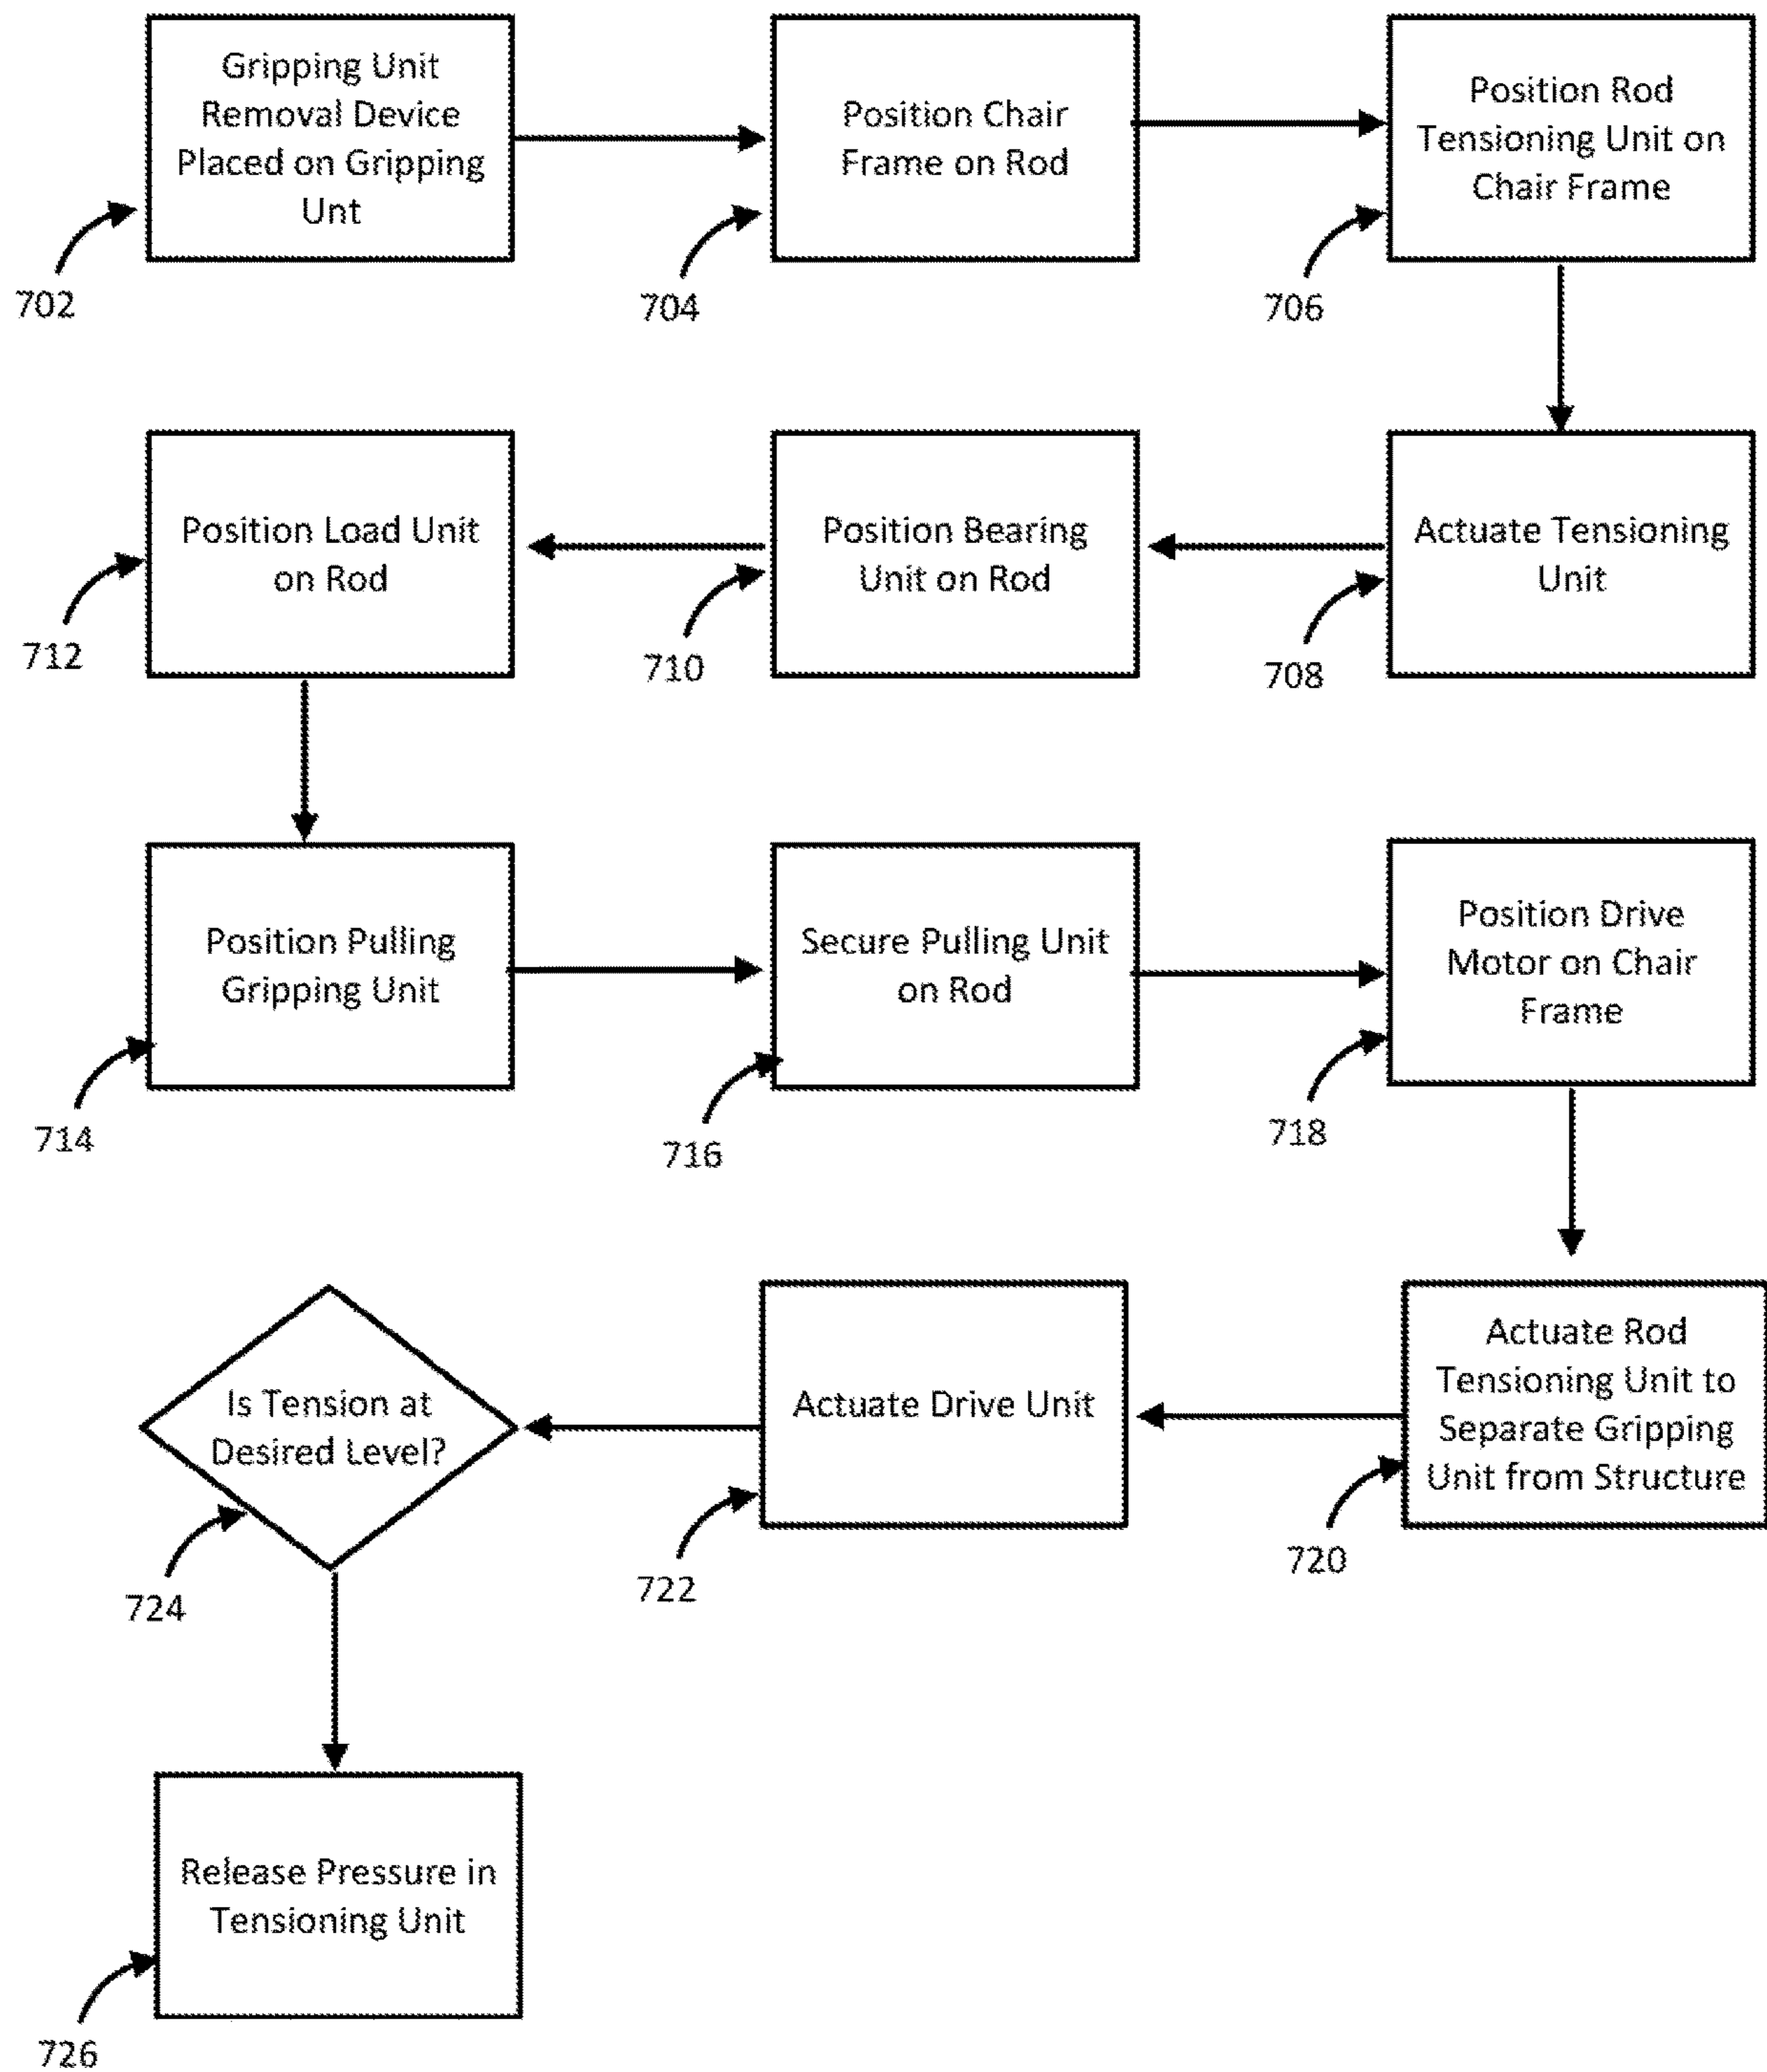 Gripping Unit
Removal Device
Placed on Gripping
Unt
702
Position Chair
Frame on Rod
704
Position Rod
Tensioning Unit on
Chair Frame
706
Actuate Tensioning
Unit
708
Position Bearing
Unit on Rod
710
Position Load Unit
on Rod
712
Position Pulling
Gripping Unit
714
Secure Pulling Unit
on Rod
716
Position Drive
Motor on Chair
Frame
718
Actuate Rod
Tensioning Unit to
Separate Gripping
Unit from Structure
720
Actuate Drive Unit
722
Is Tension at
Desired Level?
724
Release Pressure in
Tensioning Unit
726